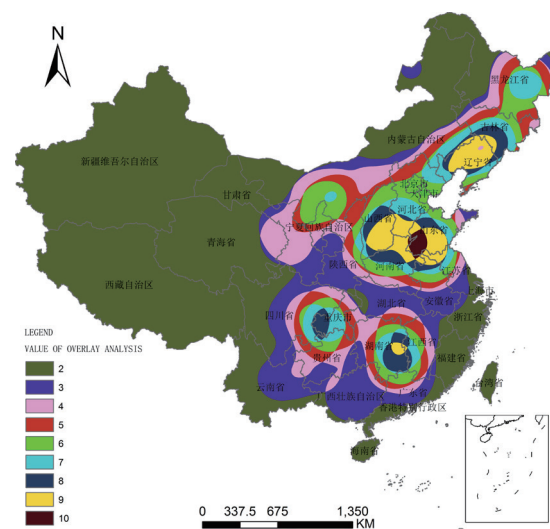 N
黑龙江省
吉林省
内蒙古自治区
辽宁省
新疆维吾尔自治区
北京市
甘肃省
河北省
山西省
宁夏回族自治区
山东省
青海省
陕西省
河南省
江苏省
西藏自治区
上海市
湖北省
安徽省
四川省
重庆市
浙江省
湖南省
江西省
贵州省
福建省
云南省
台湾省
广西壮族自治区
广东省
香港特别行政区
海南省
LEGEND
VALUE OF OVERLAY ANALYSIS
2
3
4
5
6
7
8
9
10
0 337.5 675 1,350
KM